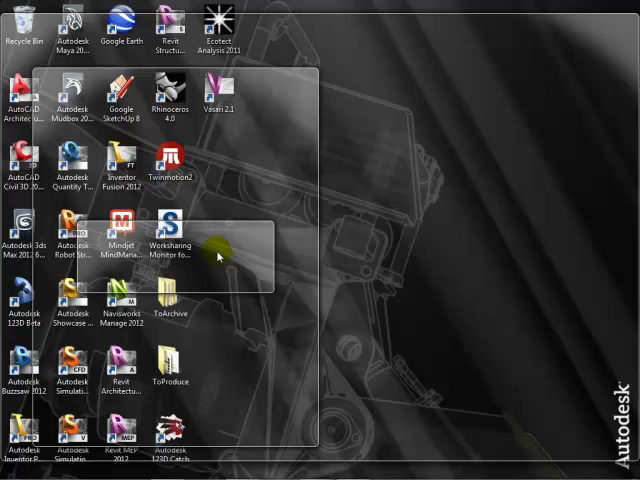 Recycle Bin
Autodesk
Maya 20...
Google Earth
Revit
Structu...
Ecotect
Analysis 2011
AutoCAD
Architectu...
Autodesk
Mudbox 20...
Google
SketchUp 8
Rhinoceros
4.0
Vasari 2.1
AutoCAD
Civil 3D 20...
Autodesk
Quantity T...
Inventor
Fusion 2012
Twinmotion2
Autodesk 3ds
Max 2012 6...
Autodesk
Robot Str...
Mindjet
MindMana...
Worksharing
Monitor fo...
Autodesk
123D Beta
Autodesk
Showcase ...
Navisworks
Manage 2012
ToArchive
Autodesk
Buzzsaw 2012
Autodesk
Simulati...
Revit
Architectu...
ToProduce
Autodesk
Inventor P...
Autodesk
Simulatio...
Revit MEP
2012
Autodesk
123D Catch
Autodesk